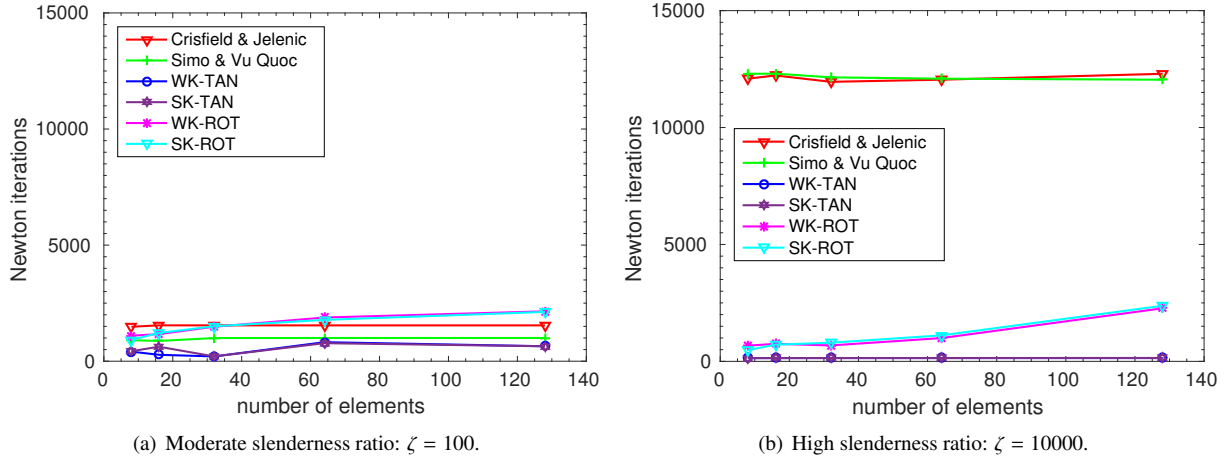 15000
10000
5000
0
Newton iterations
Crisfield & Jelenic
Simo & Vu Quoc
WK-TAN
SK-TAN
WK-ROT
SK-ROT
0 20 40 60 80 100 120 140
number of elements
(a) Moderate slenderness ratio: ζ = 100.
15000
10000
5000
0
Newton iterations
Crisfield & Jelenic
Simo & Vu Quoc
WK-TAN
SK-TAN
WK-ROT
SK-ROT
0 20 40 60 80 100 120 140
number of elements
(b) High slenderness ratio: ζ = 10000.